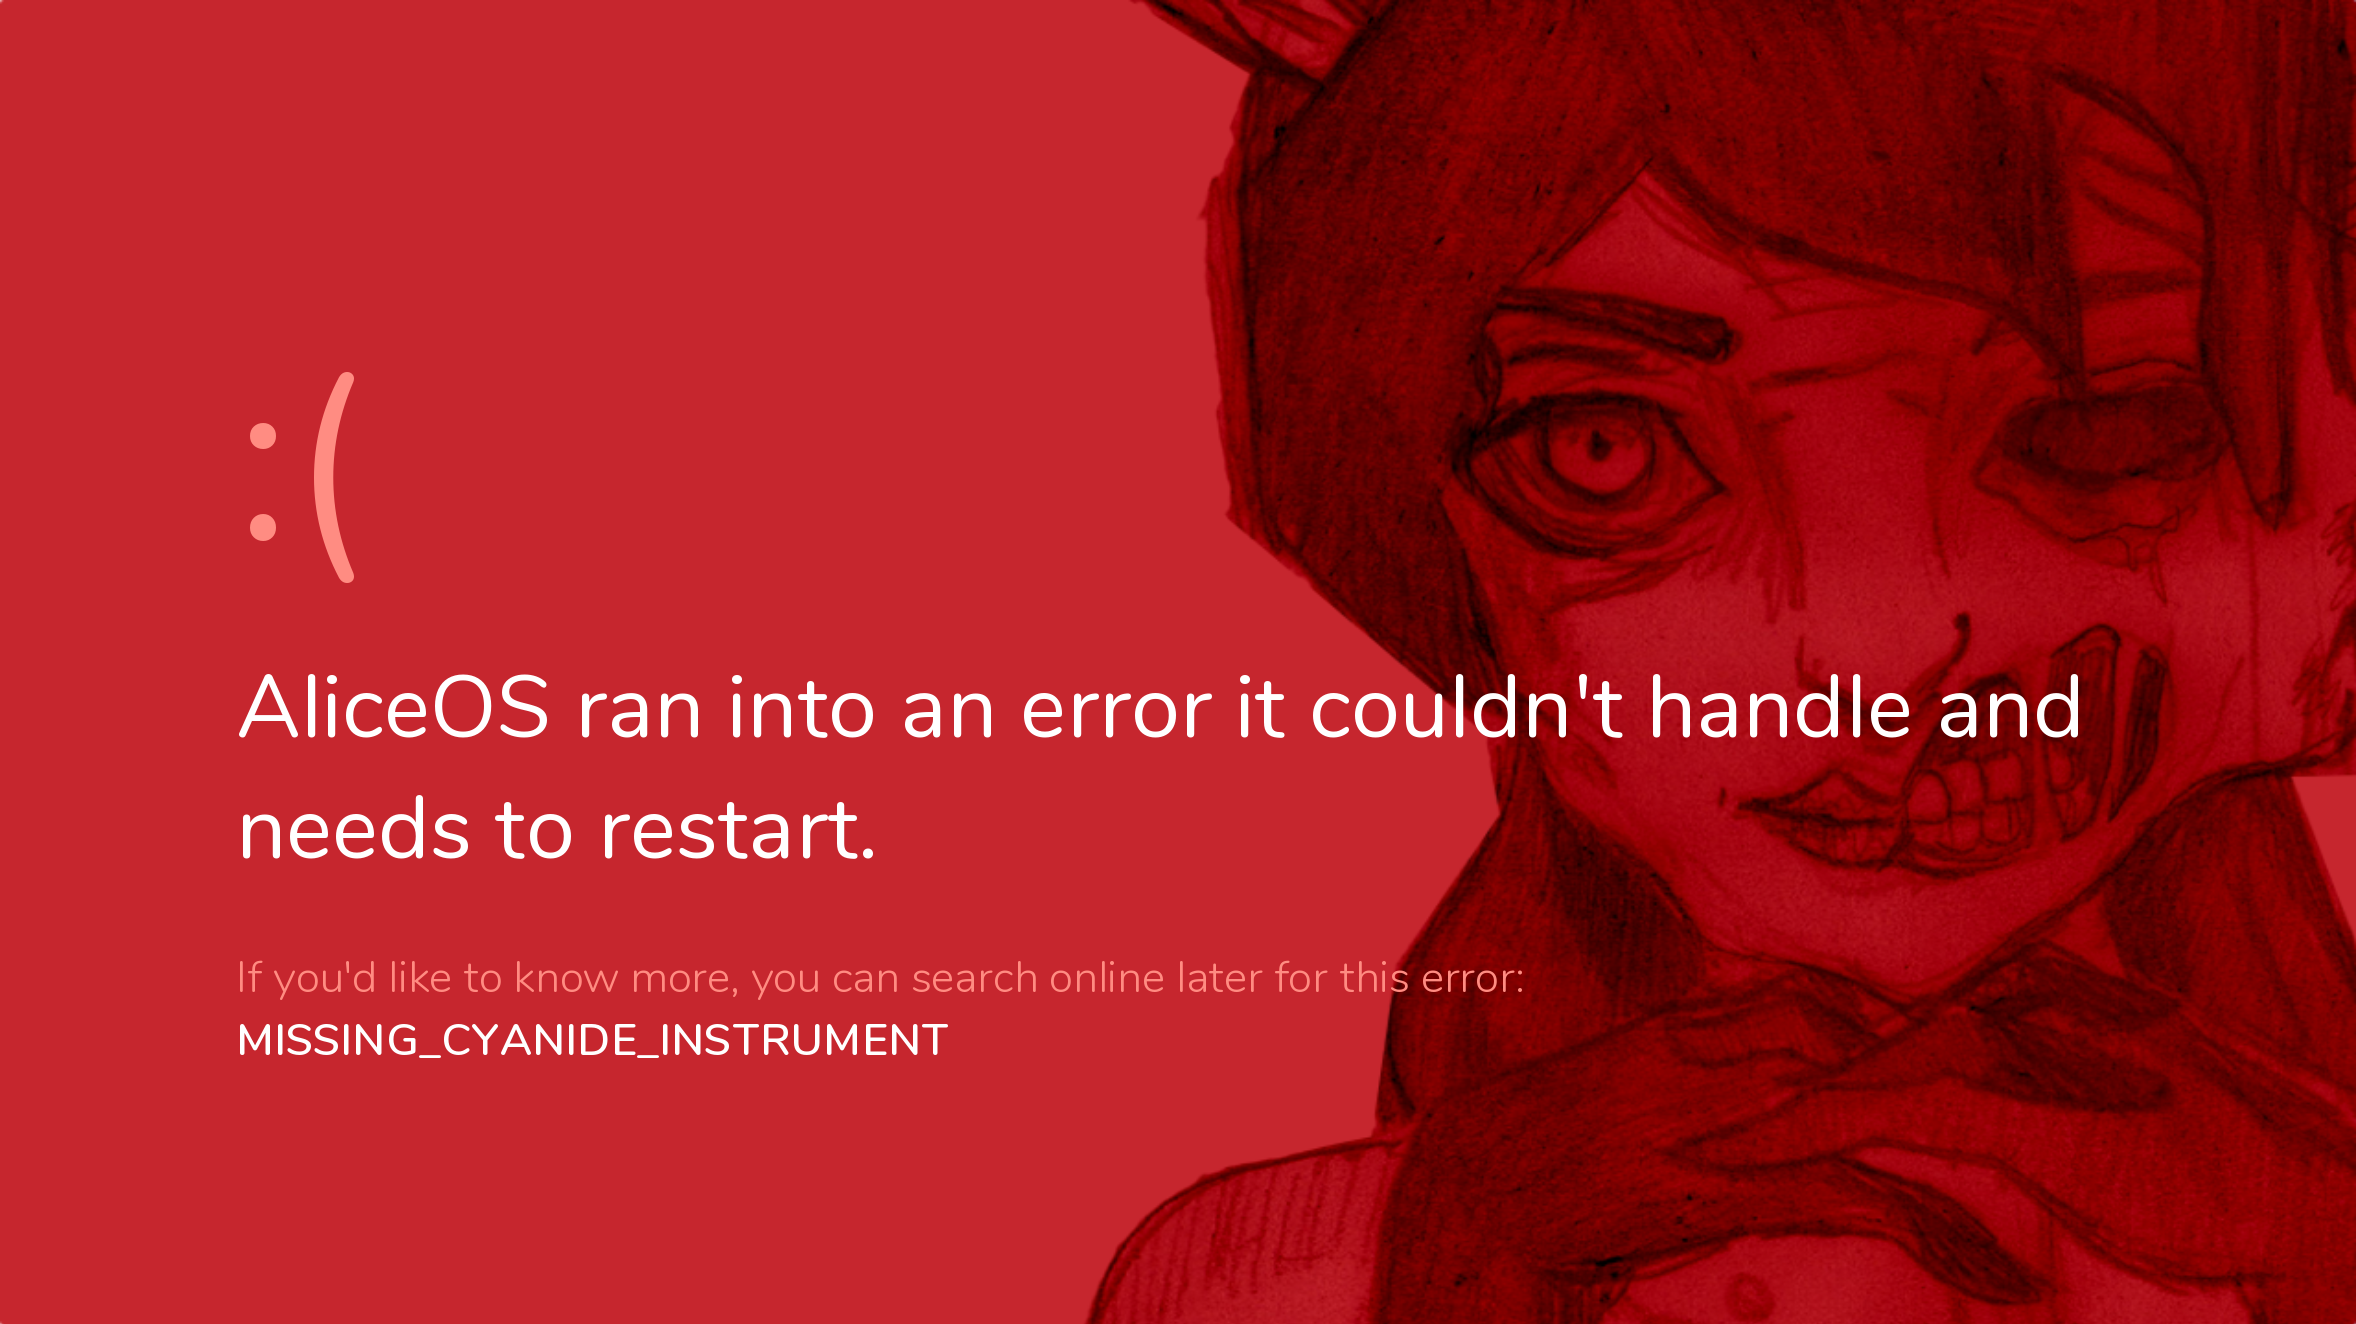 :(
AliceOS ran into an error it couldn't handle and
needs to restart.
If you'd like to know more, you can search online later for this error:
MISSING_CYANIDE_INSTRUMENT